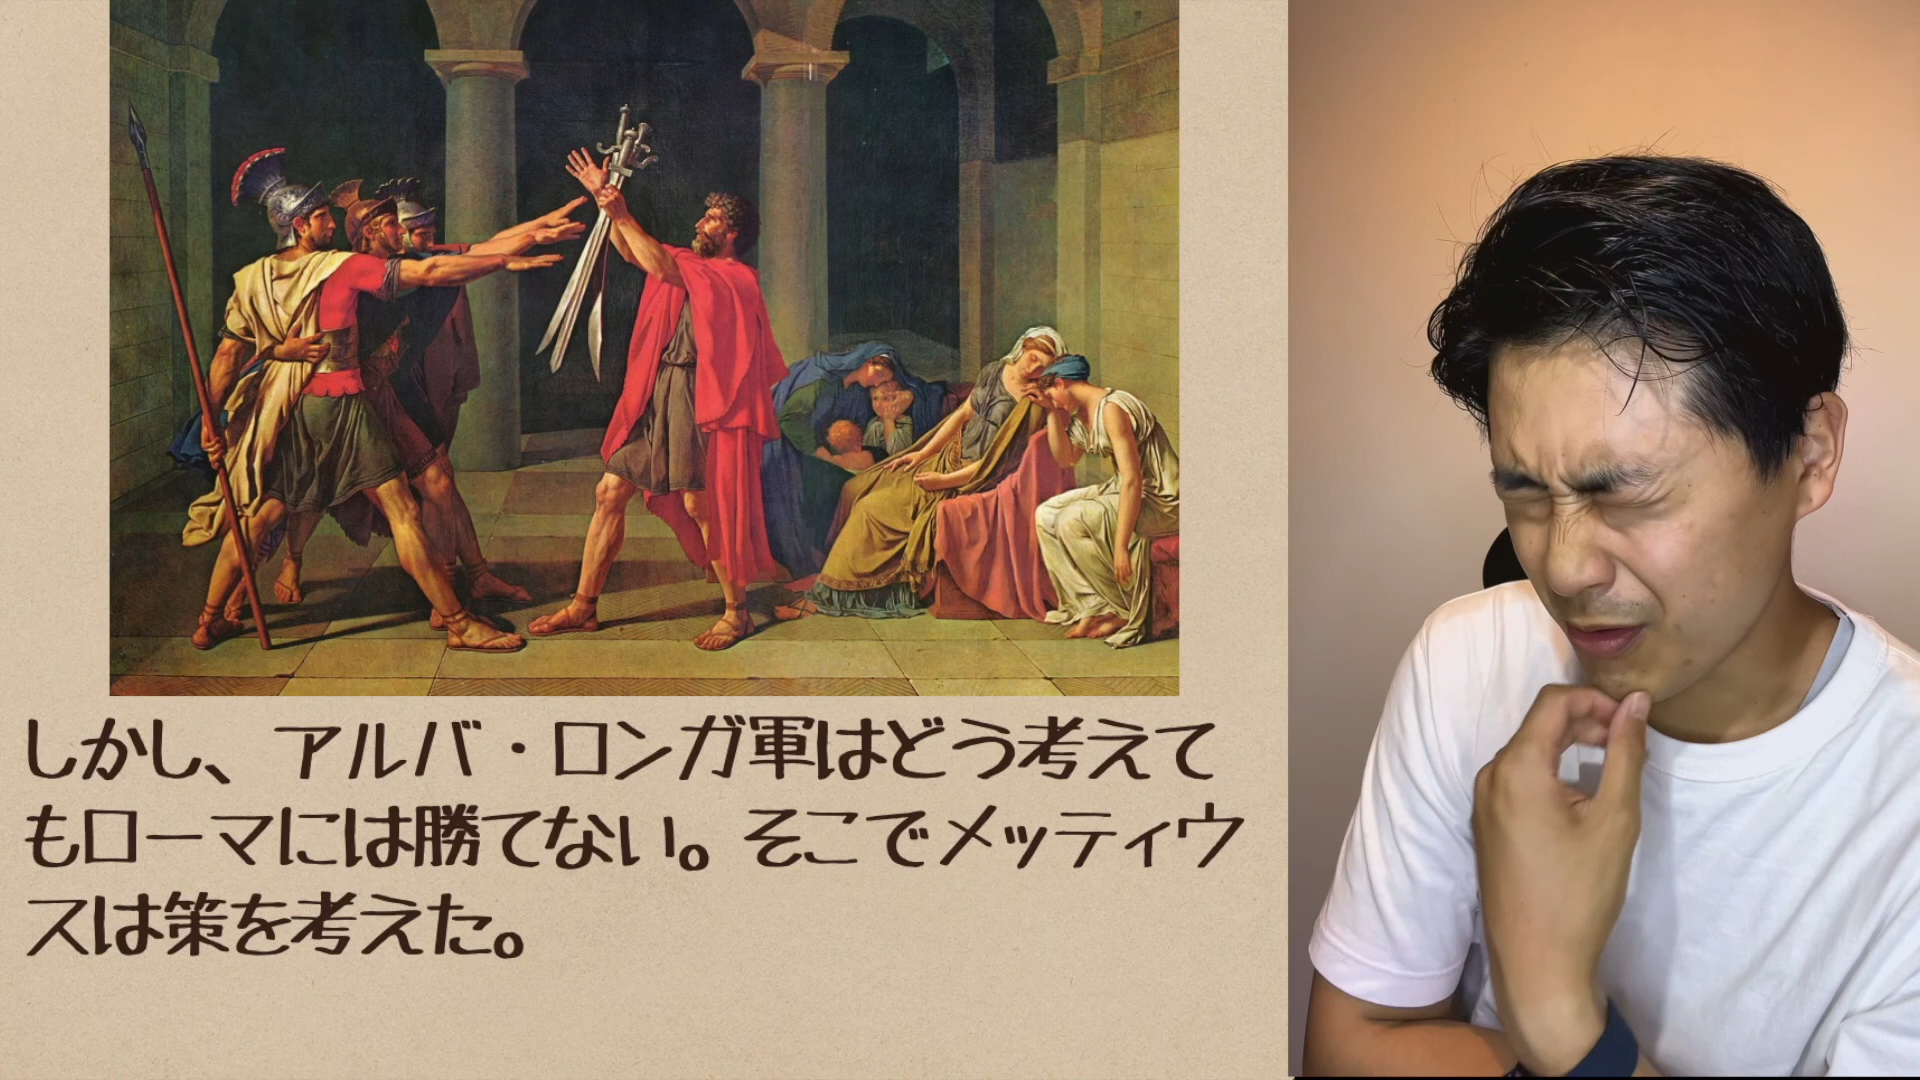 しかし、アルバ・ロンガ軍はどう考えて
もローマには勝てない。そこでメッティウ
スは策を考えた。